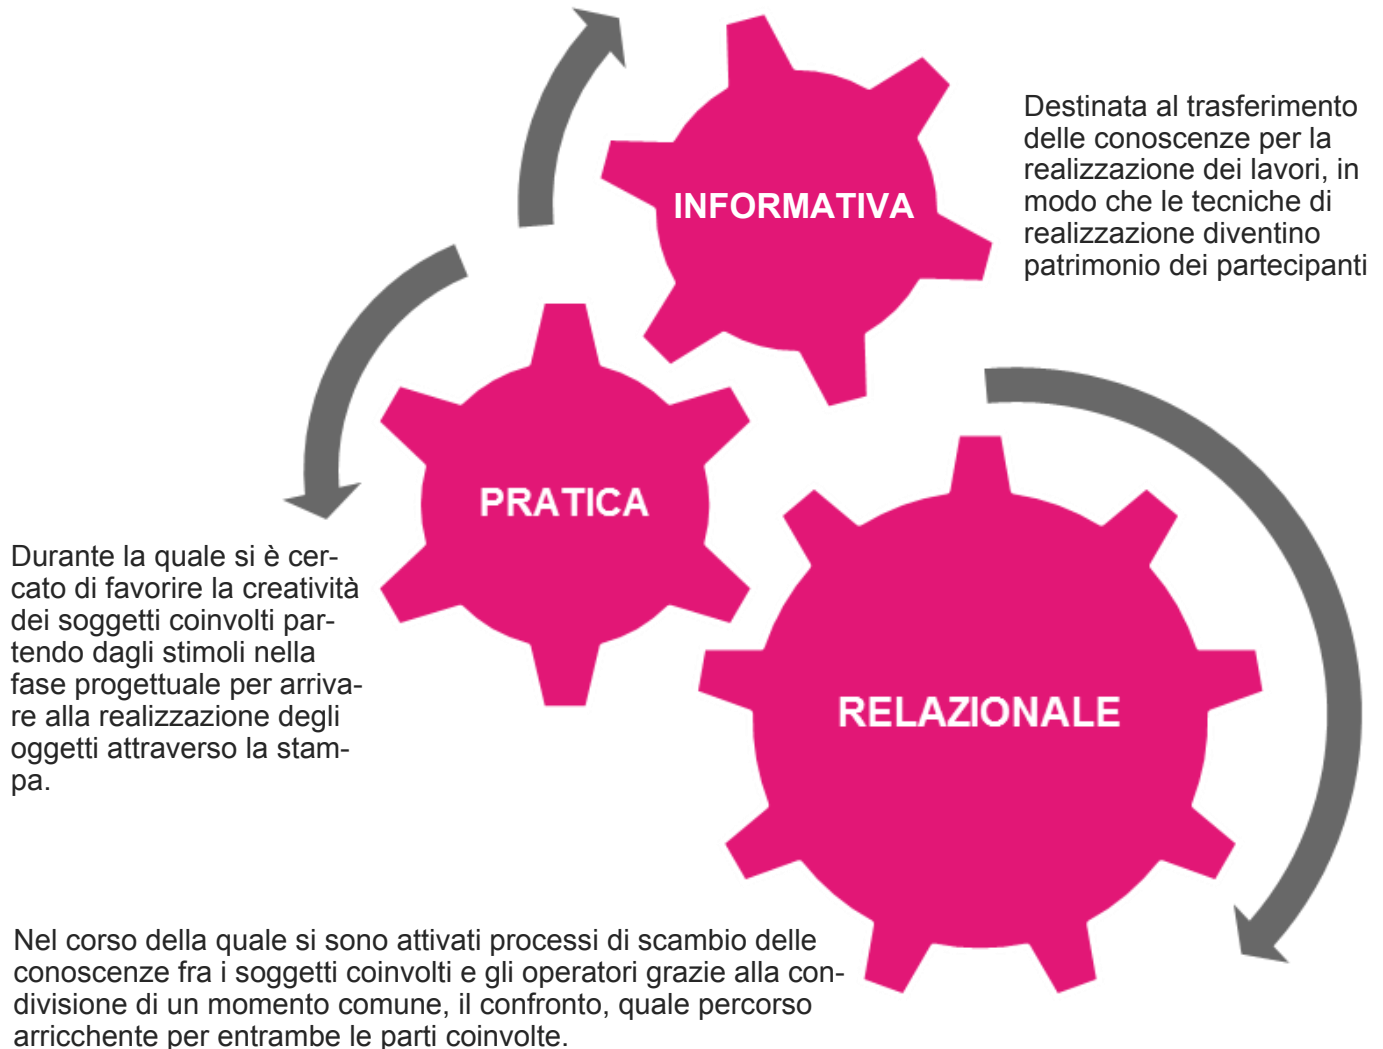 INFORMATIVA
Destinata al trasferimento
delle conoscenze per la
realizzazione dei lavori, in
modo che le tecniche di
realizzazione diventino
patrimonio dei partecipanti
PRATICA
Durante la quale si è cer-
cato di favorire la creatività
dei soggetti coinvolti par-
tendo dagli stimoli nella
fase progettuale per arriva-
re alla realizzazione degli
oggetti attraverso la stam-
pa.
RELAZIONALE
Nel corso della quale si sono attivati processi di scambio delle
conoscenze fra i soggetti coinvolti e gli operatori grazie alla con-
divisione di un momento comune, il confronto, quale percorso
arricchente per entrambe le parti coinvolte.